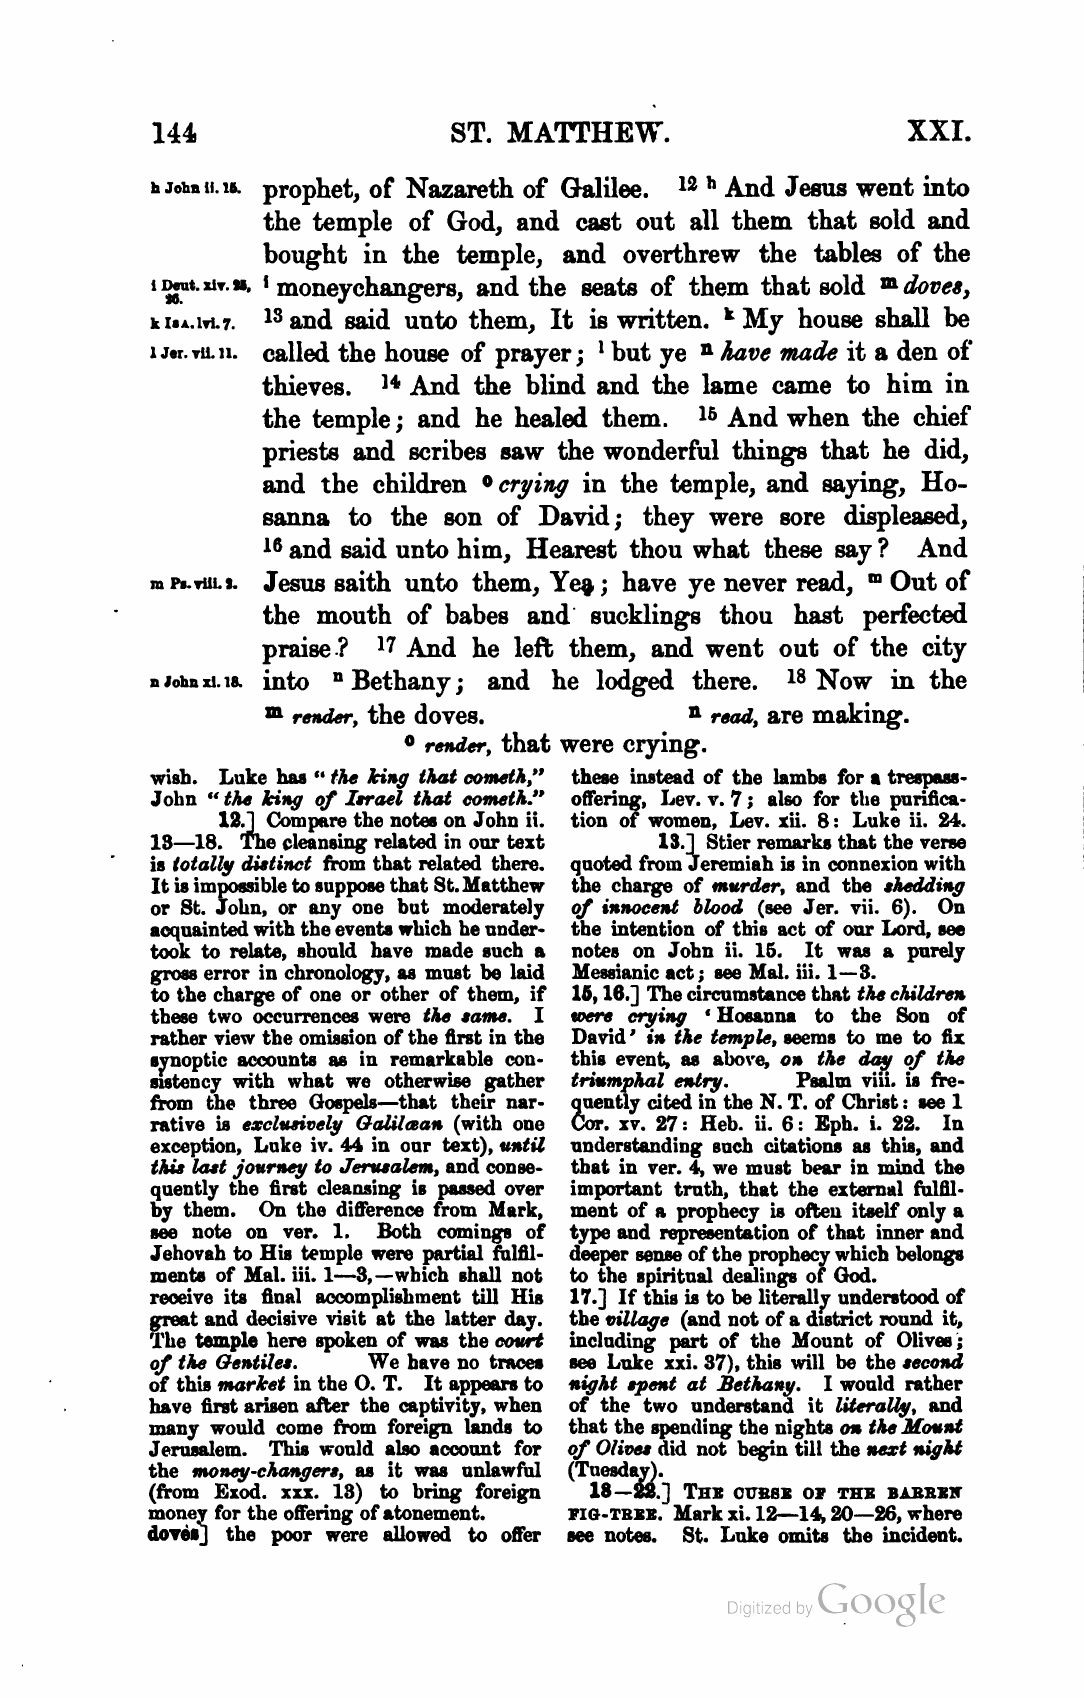 144 ST. MATTHEW. XXI.
h John ii. 15. prophet, of Nazareth of Galilee. 12 h And Jesus went into
the temple of God, and cast out all them that sold and
bought in the temple, and overthrew the tables of the
i Deut. xiv. 25, i moneychangers, and the seats of them that sold m doves,
26.
k ISA. lvi. 7. 13 and said unto them, It is written. k My house shall be
l Jer. vii. 11. called the house of prayer; l but ye n have made it a den of
thieves. 14 And the blind and the lame came to him in
the temple; and he healed them. 15 And when the chief
priests and scribes saw the wonderful things that he did,
and the children o crying in the temple, and saying, Ho-
sanna to the son of David; they were sore displeased,
16 and said unto him, Hearest thou what these say? And
m Ps. viii. 2. Jesus saith unto them, Yea; have ye never read, m Out of
the mouth of babes and sucklings thou hast perfected
praise? 17 And he left them, and went out of the city
n John xi. 18. into n Bethany; and he lodged there. 18 Now in the
m render, the doves. n read, are making.
o render, that were crying.
wish. Luke has "the king that cometh,"
John "the king of Israel that cometh."
12.] Compare the notes on John ii.
13—18. The cleansing related in our text
is totally distinct from that related there.
It is impossible to suppose that St. Matthew
or St. John, or any one but moderately
acquainted with the events which he under-
took to relate, should have made such a
gross error in chronology, as must be laid
to the charge of one or other of them, if
these two occurrences were the same. I
rather view the omission of the first in the
synoptic accounts as in remarkable con-
sistency with what we otherwise gather
from the three Gospels—that their nar-
rative is exclusively Galilæan (with one
exception, Luke iv. 44 in our text), until
this last journey to Jerusalem, and conse-
quently the first cleansing is passed over
by them. On the difference from Mark,
see note on ver. 1. Both comings of
Jehovah to His temple were partial fulfil-
ments of Mal. iii. 1—3,—which shall not
receive its final accomplishment till His
great and decisive visit at the latter day.
The temple here spoken of was the court
of the Gentiles. We have no traces
of this market in the O. T. It appears to
have first arisen after the captivity, when
many would come from foreign lands to
Jerusalem. This would also account for
the money-changers, as it was unlawful
(from Exod. xxx. 13) to bring foreign
money for the offering of atonement.
doves] the poor were allowed to offer
these instead of the lambs for a trespass-
offering, Lev. v. 7; also for the purifica-
tion of women, Lev. xii. 8: Luke ii. 24.
13.] Stier remarks that the verse
quoted from Jeremiah is in connexion with
the charge of murder, and the shedding
of innocent blood (see Jer. vii. 6). On
the intention of this act of our Lord, see
notes on John ii. 15. It was a purely
Messianic act; see Mal. iii. 1—3.
15, 16.] The circumstance that the children
were crying 'Hosanna to the Son of
David' in the temple, seems to me to fix
this event, as above, on the day of the
triumphal entry. Psalm viii. is fre-
quently cited in the N. T. of Christ: see 1
Cor. xv. 27: Heb. ii. 6: Eph. i. 22. In
understanding such citations as this, and
that in ver. 4, we must bear in mind the
important truth, that the external fulfil-
ment of a prophecy is often itself only a
type and representation of that inner and
deeper sense of the prophecy which belongs
to the spiritual dealings of God.
17.] If this is to be literally understood of
the village (and not of a district round it,
including part of the Mount of Olives;
see Luke xxi. 37), this will be the second
night spent at Bethany. I would rather
of the two understand it literally, and
that the spending the nights on the Mount
of Olives did not begin till the next night
(Tuesday).
18—22.] THE CURSE OF THE BARREN
FIG-TREE. Mark xi. 12—14, 20—26, where
see notes. St. Luke omits the incident.
Digitized by Google